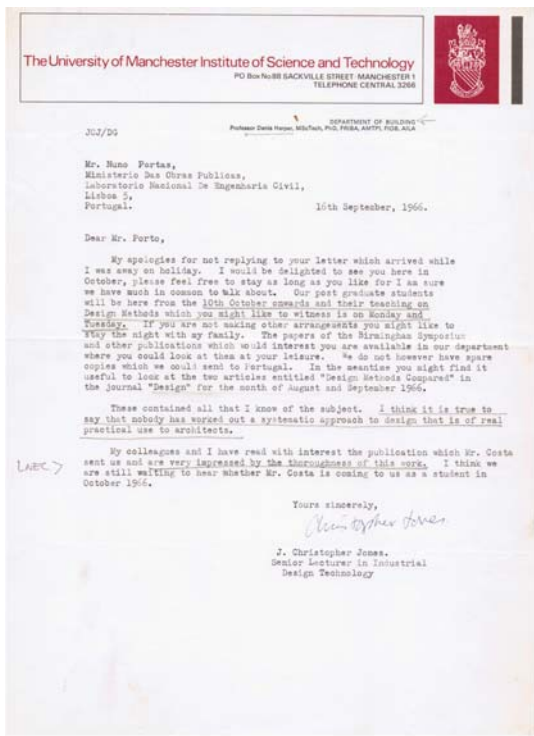 The University of Manchester Institute of Science and Technology
PO Box No 88 SACKVILLE STREET MANCHESTER 1
TELEPHONE CENTRAL 3266
DEPARTMENT OF BUILDING
Professor Denis Harper, MScTech, PhD, FRIBA, AMTPI, FIOB, AILA
JCJ/DG
Mr. Nuno Portas,
Ministerio Das Obras Publicas,
Laboratorio Nacional De Engenharia Civil,
Lisboa 5,
Portugal.
16th September, 1966.
Dear Mr. Porto,
My apologies for not replying to your letter which arrived while
I was away on holiday. I would be delighted to see you here in
October, please feel free to stay as long as you like for I am sure
we have much in common to talk about. Our post graduate students
will be here from the 10th October onwards and their teaching on
Design Methods which you might like to witness is on Monday and
Tuesday. If you are not making other arrangements you might like to
stay the night with my family. The papers of the Birmingham Symposium
and other publications which would interest you are available in our department
where you could look at them at your leisure. We do not however have spare
copies which we could send to Portugal. In the meantime you might find it
useful to look at the two articles entitled "Design Methods Compared" in
the journal "Design" for the month of August and September 1966.
These contained all that I know of the subject. I think it is true to
say that nobody has worked out a systematic approach to design that is of real
practical use to architects.
My colleagues and I have read with interest the publication which Mr. Costa
sent us and are very impressed by the thoroughness of this work. I think we
are still waiting to hear whether Mr. Costa is coming to us as a student in
October 1966.
LNEC >
Yours sincerely,
Christopher Jones.
J. Christopher Jones.
Senior Lecturer in Industrial
Design Technology